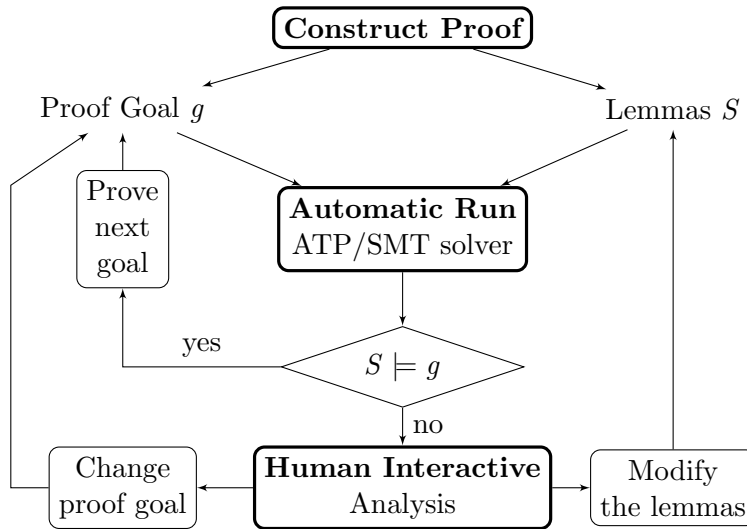 Construct Proof
Proof Goal g
Lemmas S
Prove
next
goal
Automatic Run
ATP/SMT solver
yes
S ⊨ g
no
Change
proof goal
Human Interactive
Analysis
Modify
the lemmas